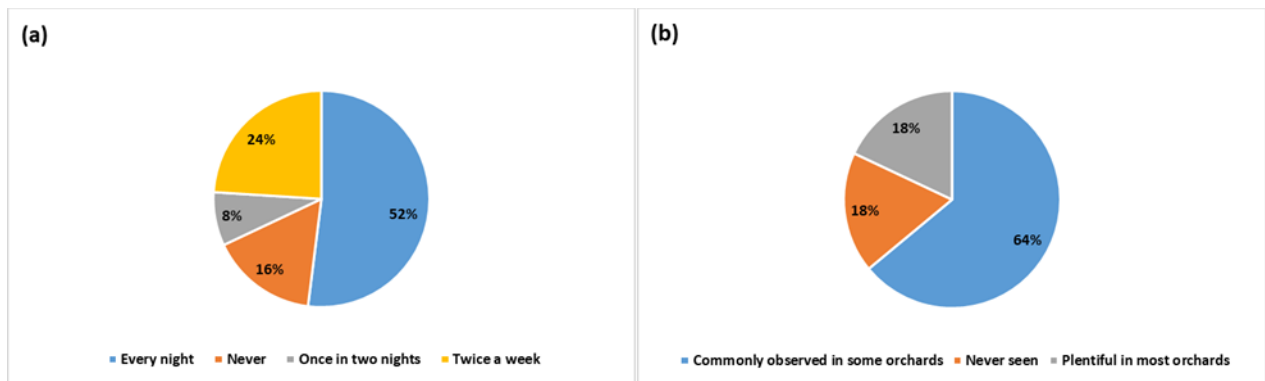 (a)
24%
8%
52%
16%
Every night Never Once in two nights Twice a week
(b)
18%
18%
64%
Commonly observed in some orchards Never seen Plentiful in most orchards